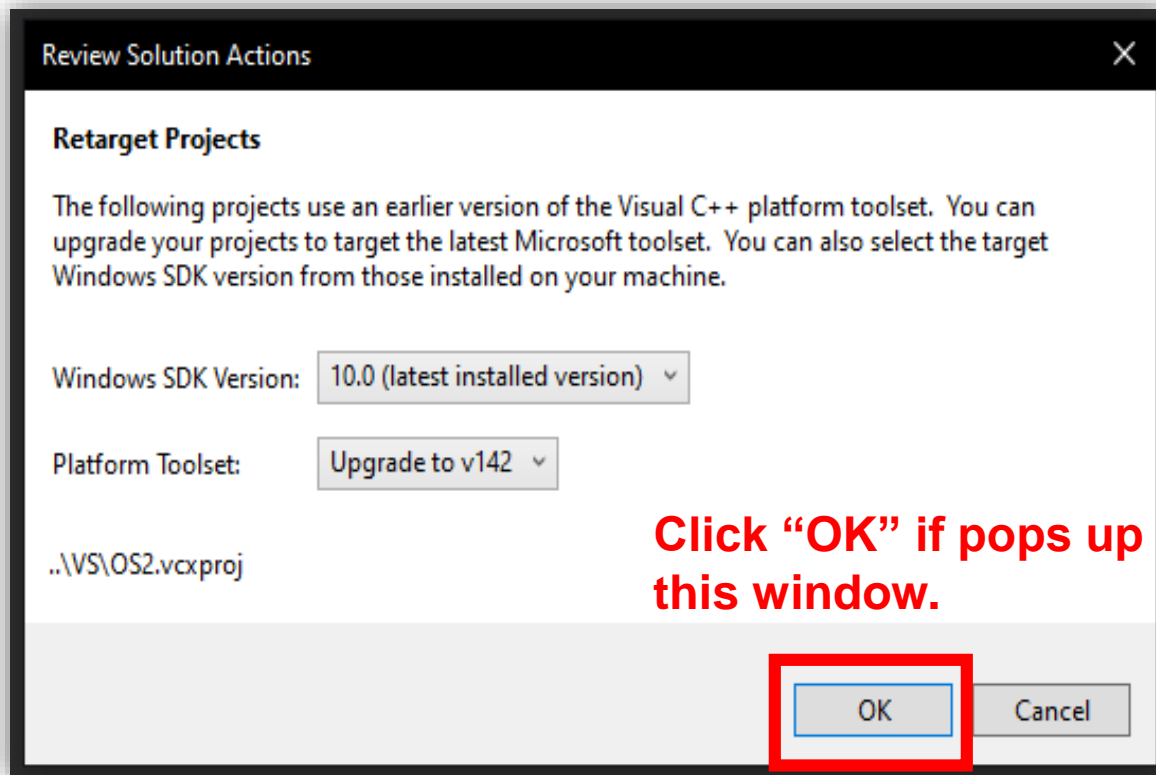 Review Solution Actions
Retarget Projects
The following projects use an earlier version of the Visual C++ platform toolset.  You can
upgrade your projects to target the latest Microsoft toolset.  You can also select the target
Windows SDK version from those installed on your machine.
Windows SDK Version: 10.0 (latest installed version)
Platform Toolset: Upgrade to v142
..\VS\OS2.vcxproj
Click “OK” if pops up
this window.
OK Cancel